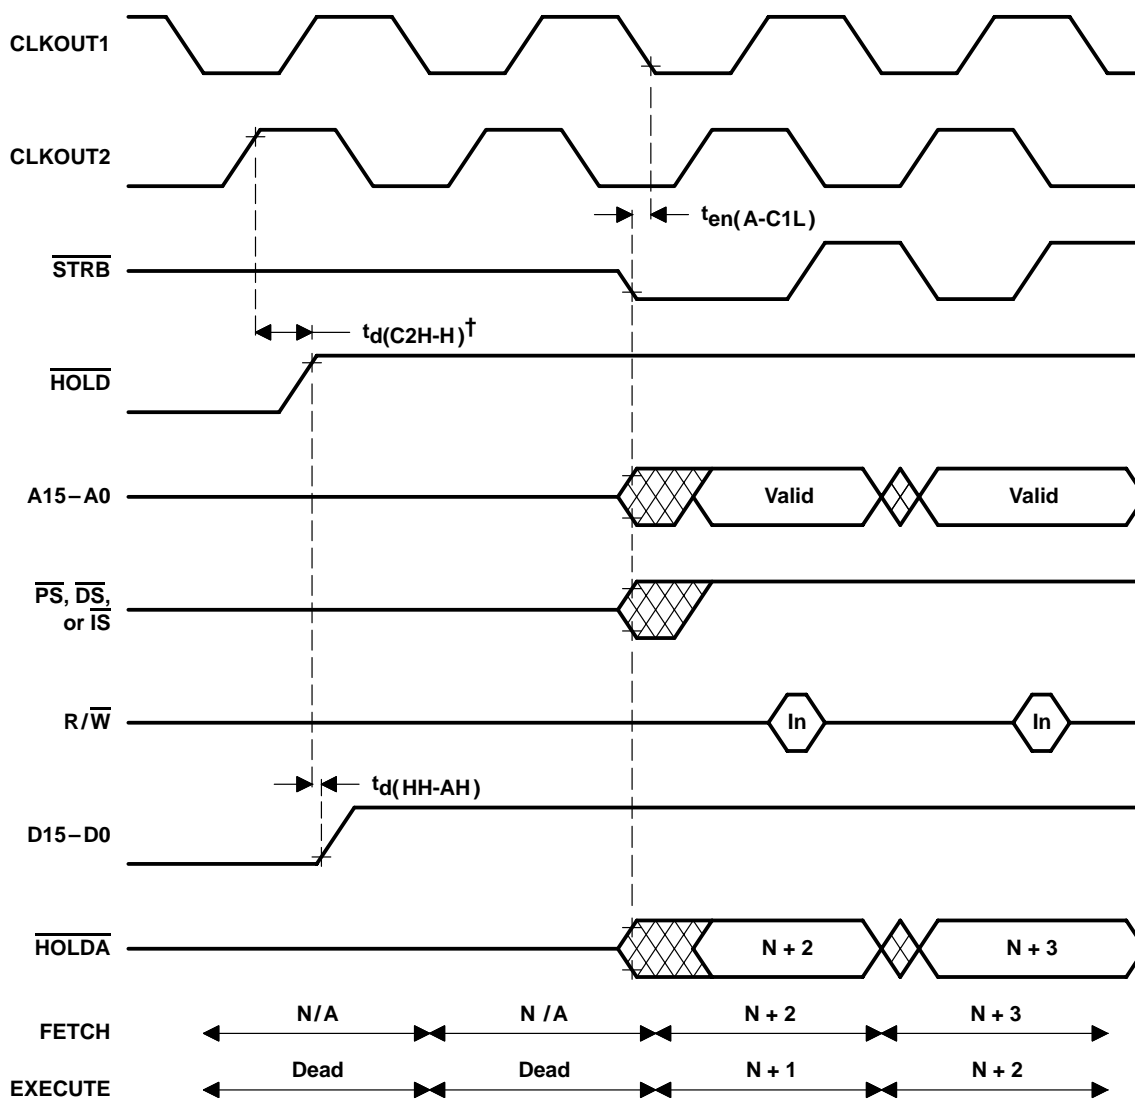 CLKOUT1
CLKOUT2
ten(A-C1L)
STRB
td(C2H-H)†
HOLD
A15–A0
Valid
Valid
PS, DS,
or IS
R/W
In
In
td(HH-AH)
D15–D0
HOLDA
N + 2
N + 3
FETCH
N/A
N /A
N + 2
N + 3
EXECUTE
Dead
Dead
N + 1
N + 2